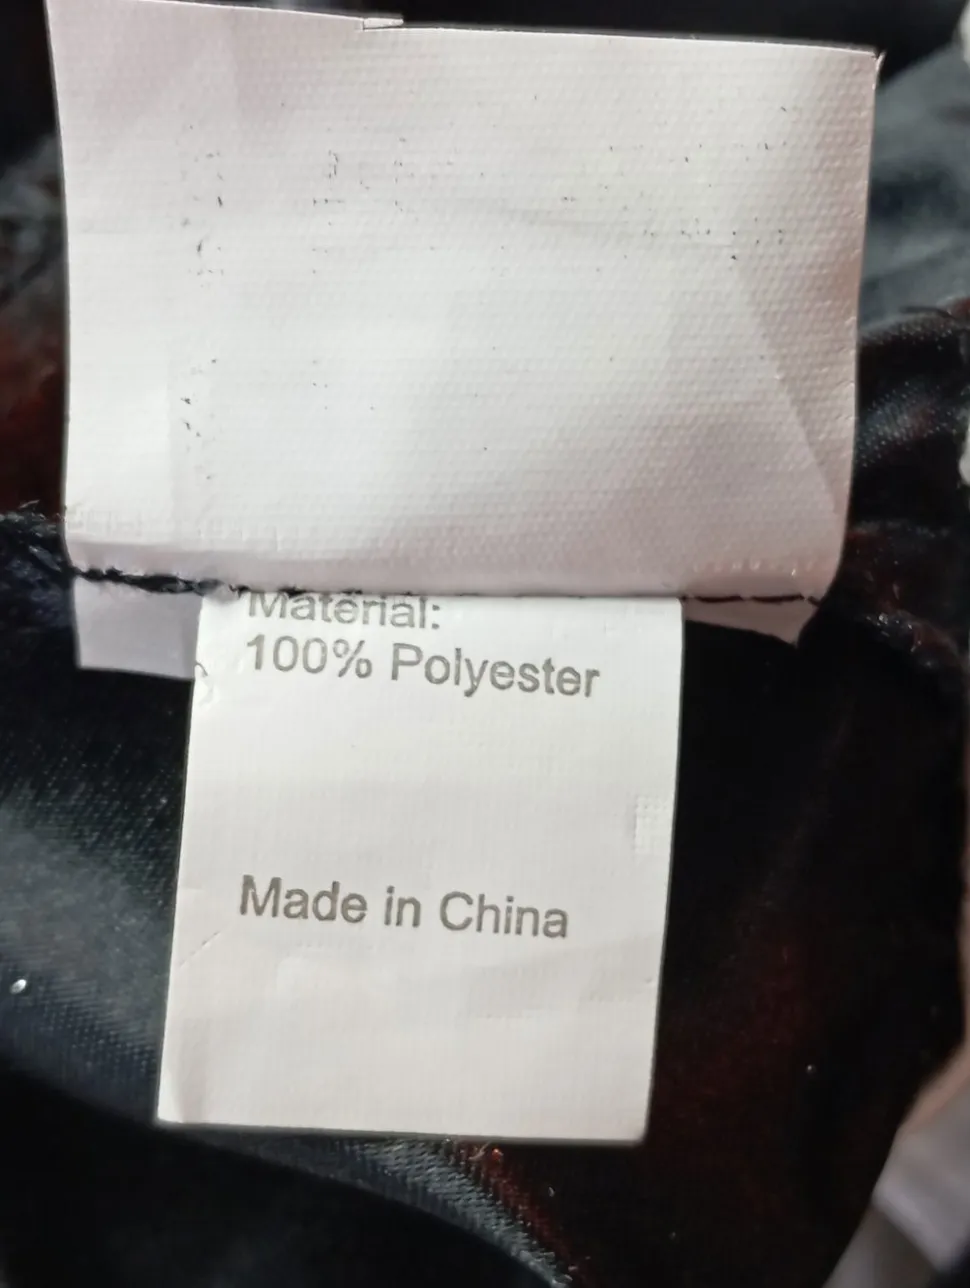 Material:
100% Polyester
Made in China